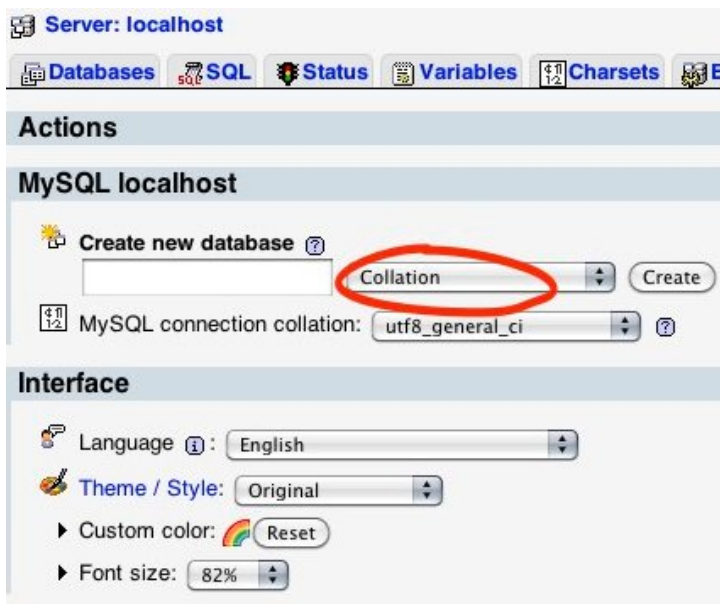 Server: localhost
Databases SQL Status Variables Charsets
Actions
MySQL localhost
Create new database
Collation Create
MySQL connection collation: utf8_general_ci
Interface
Language : English
Theme / Style: Original
Custom color: Reset
Font size: 82%